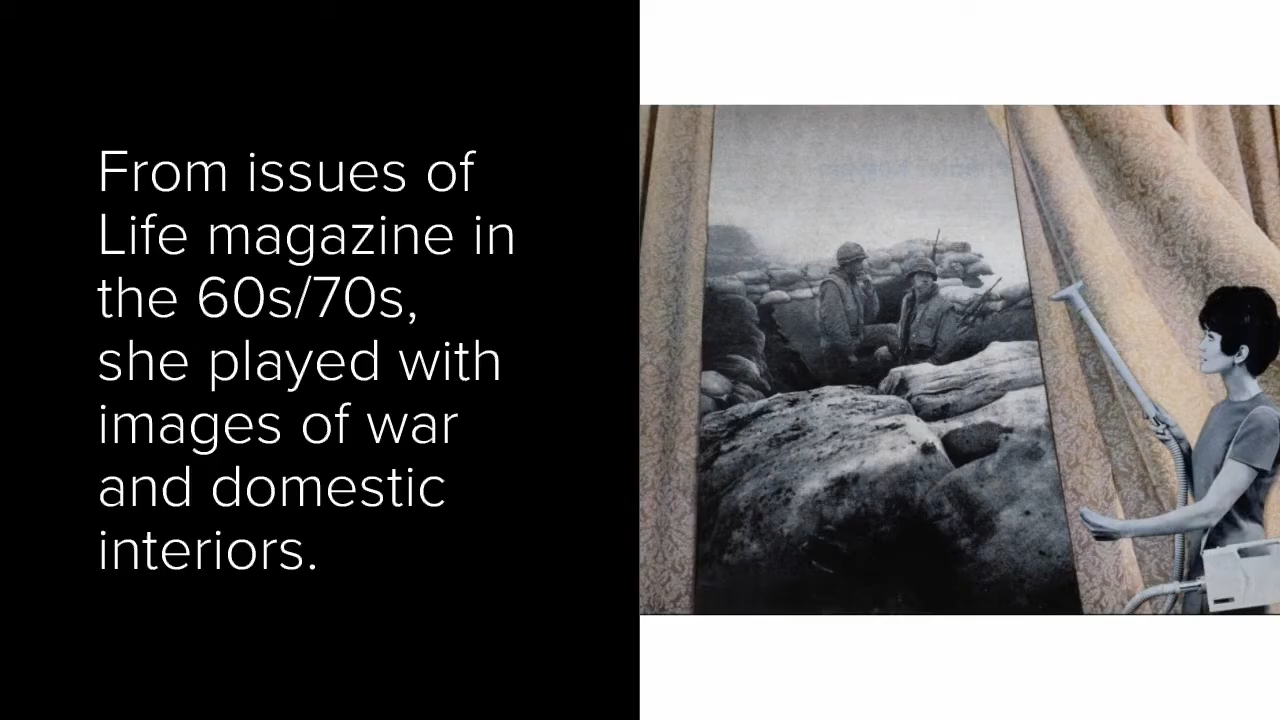 From issues of
Life magazine in
the 60s/70s,
she played with
images of war
and domestic
interiors.